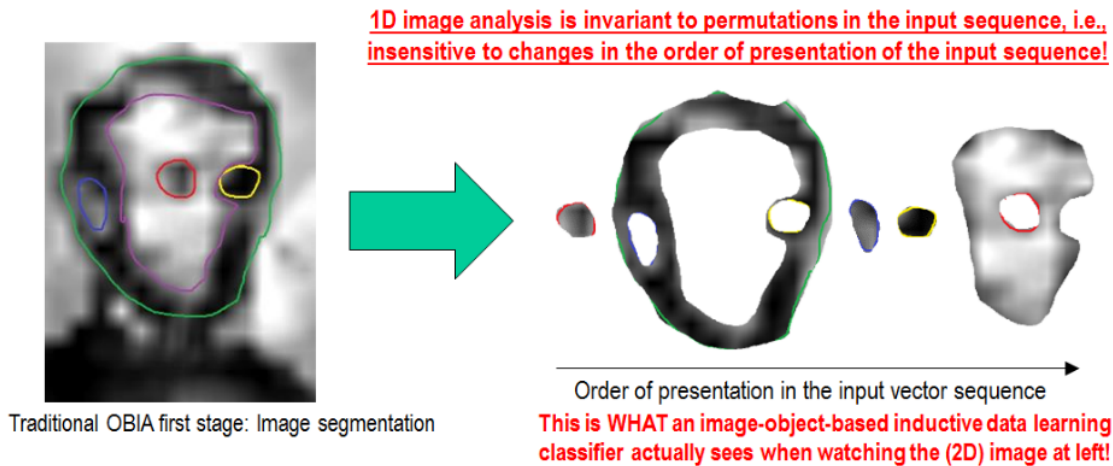 1D image analysis is invariant to permutations in the input sequence, i.e.,
insensitive to changes in the order of presentation of the input sequence!
Order of presentation in the input vector sequence
Traditional OBIA first stage: Image segmentation
This is WHAT an image-object-based inductive data learning
classifier actually sees when watching the (2D) image at left!